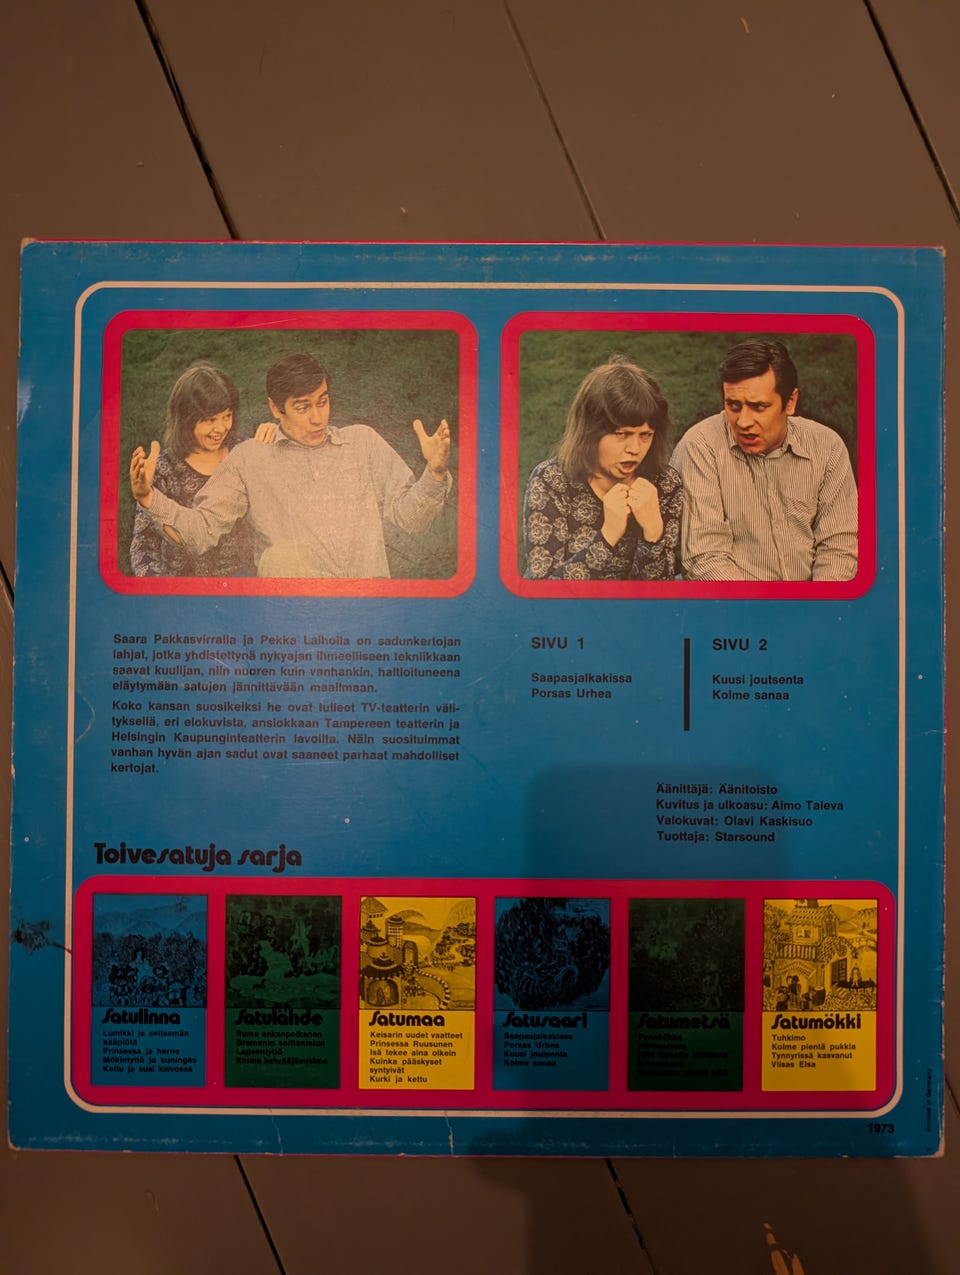 Saara Pakkasvirralla ja Pekka Laiholla on sadunkertojan
lahjat, jotka yhdistettynä nykyajan ihmeelliseen tekniikkaan
saavat kuulijan, niin nuoren kuin vanhankin, haltioituneena
eläytymään satujen jännittävään maailmaan.
Koko kansan suosikeiksi he ovat tulleet TV-teatterin väli-
tyksellä, eri elokuvista, ansiokkaan Tampereen teatterin ja
Helsingin Kaupunginteatterin lavoilta. Näin suosituimmat
vanhan hyvän ajan sadut ovat saaneet parhaat mahdolliset
kertojat.
SIVU 1
Saapasjalkakissa
Porsas Urhea
SIVU 2
Kuusi joutsenta
Kolme sanaa
Äänittäjä: Äänitoisto
Kuvitus ja ulkoasu: Aimo Taleva
Valokuvat: Olavi Kaskisuo
Tuottaja: Starsound
Toivesatuja sarja
Satulinna
Lumikki ja seitsemän
kääpiötä
Prinsessa ja herne
Mökintyttö ja kuningas
Kettu ja susi kaivossa
Satulähde
Ruma ankanpoikanen
Bremenin soittoniekat
Lapsentyttö
Kolme kehrääjäeukkoa
Satumaa
Keisarin uudet vaatteet
Prinsessa Ruusunen
Isä tekee aina oikein
Kuinka pääskyset
syntyivät
Kurki ja kettu
Satusaari
Saapasjalkakissa
Porsas Urhea
Kuusi joutsenta
Kolme sanaa
Satumetsä
Satumökki
Tuhkimo
Kolme pientä pukkia
Tynnyrissä kasvanut
Viisas Elsa
1973
Printed in Germany